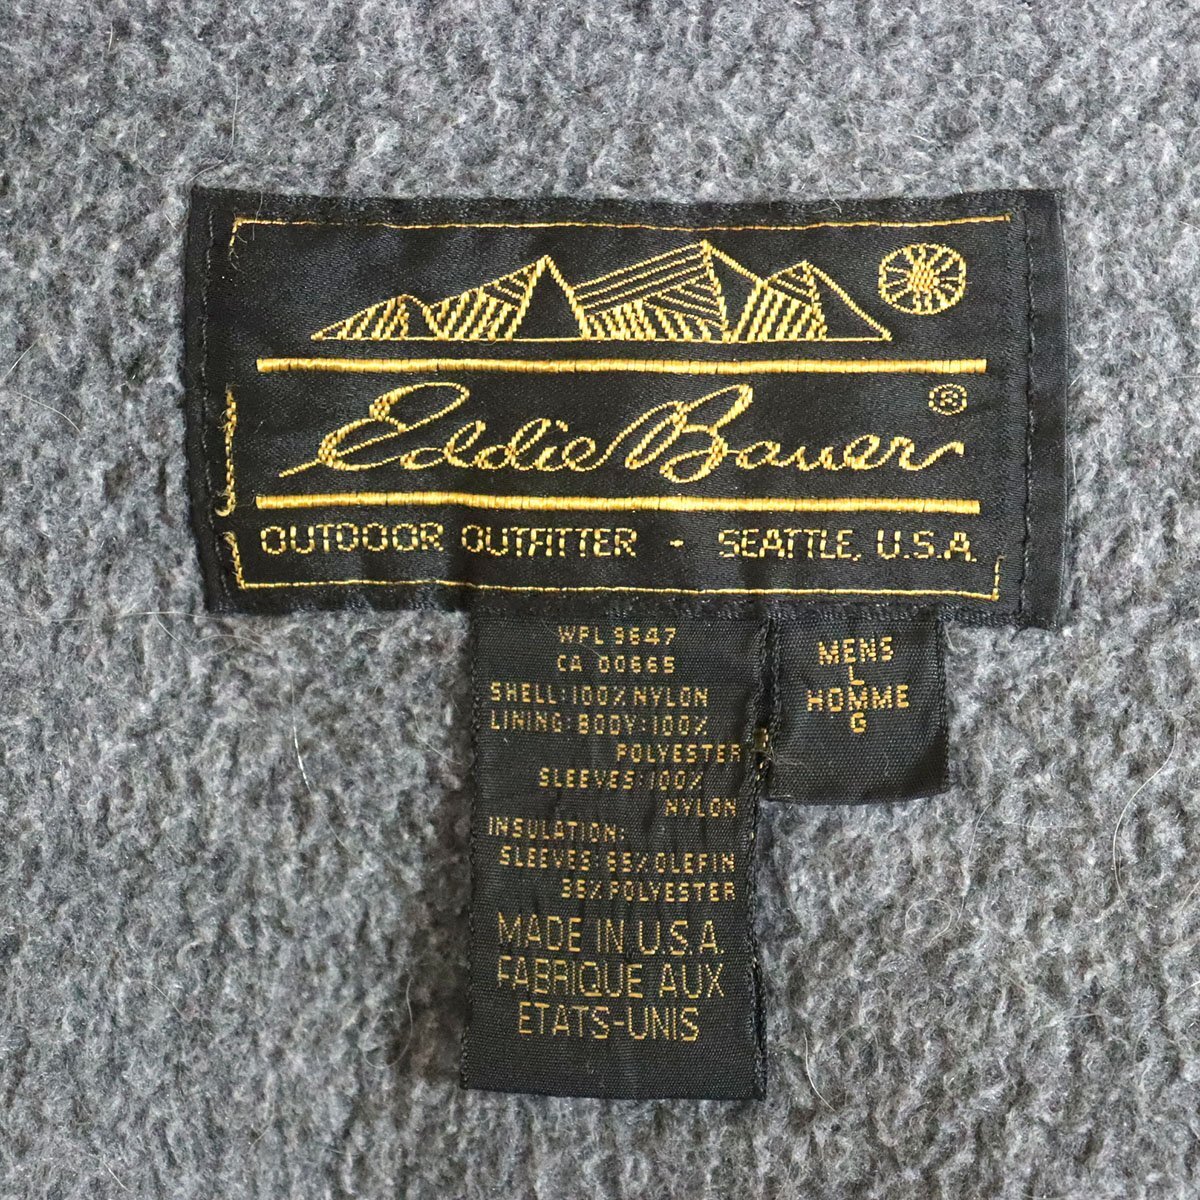 Eddie Bauer ®
OUTDOOR OUTFITTER - SEATTLE, U.S.A.
WPL 9647
CA 00665
SHELL: 100% NYLON
LINING: BODY: 100%
POLYESTER
SLEEVES: 100%
NYLON
INSULATION:
SLEEVES: 65% OLEFIN
35% POLYESTER
MADE IN U.S.A.
FABRIQUE AUX
ETATS-UNIS
MENS
L
HOMME
G